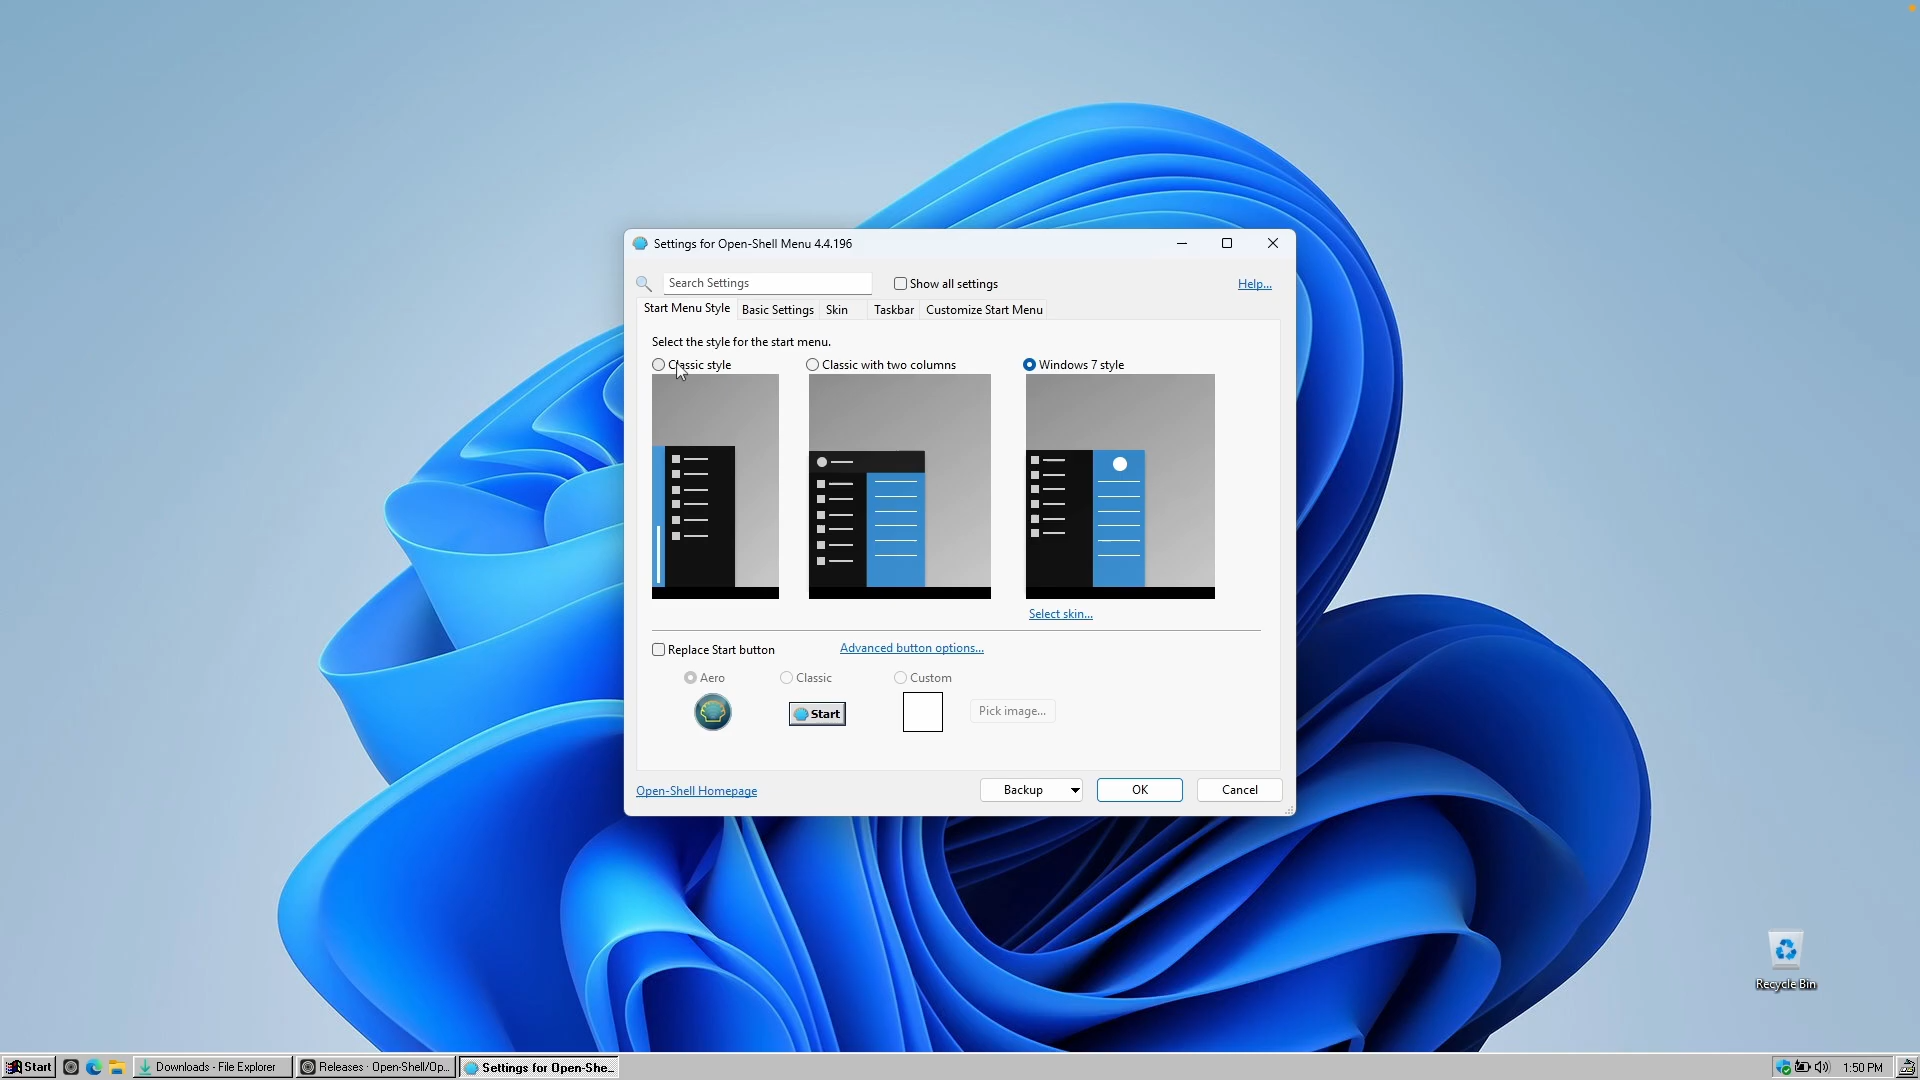 Settings for Open-Shell Menu 4.4.196
Search Settings
Show all settings
Help...
Start Menu Style
Basic Settings
Skin
Taskbar
Customize Start Menu
Select the style for the start menu.
Classic style
Classic with two columns
Windows 7 style
Select skin...
Replace Start button
Advanced button options...
Aero
Classic
Custom
Start
Pick image...
Open-Shell Homepage
Backup
OK
Cancel
Recycle Bin
Start
Downloads - File Explorer
Releases · Open-Shell/Op...
Settings for Open-She...
1:50 PM